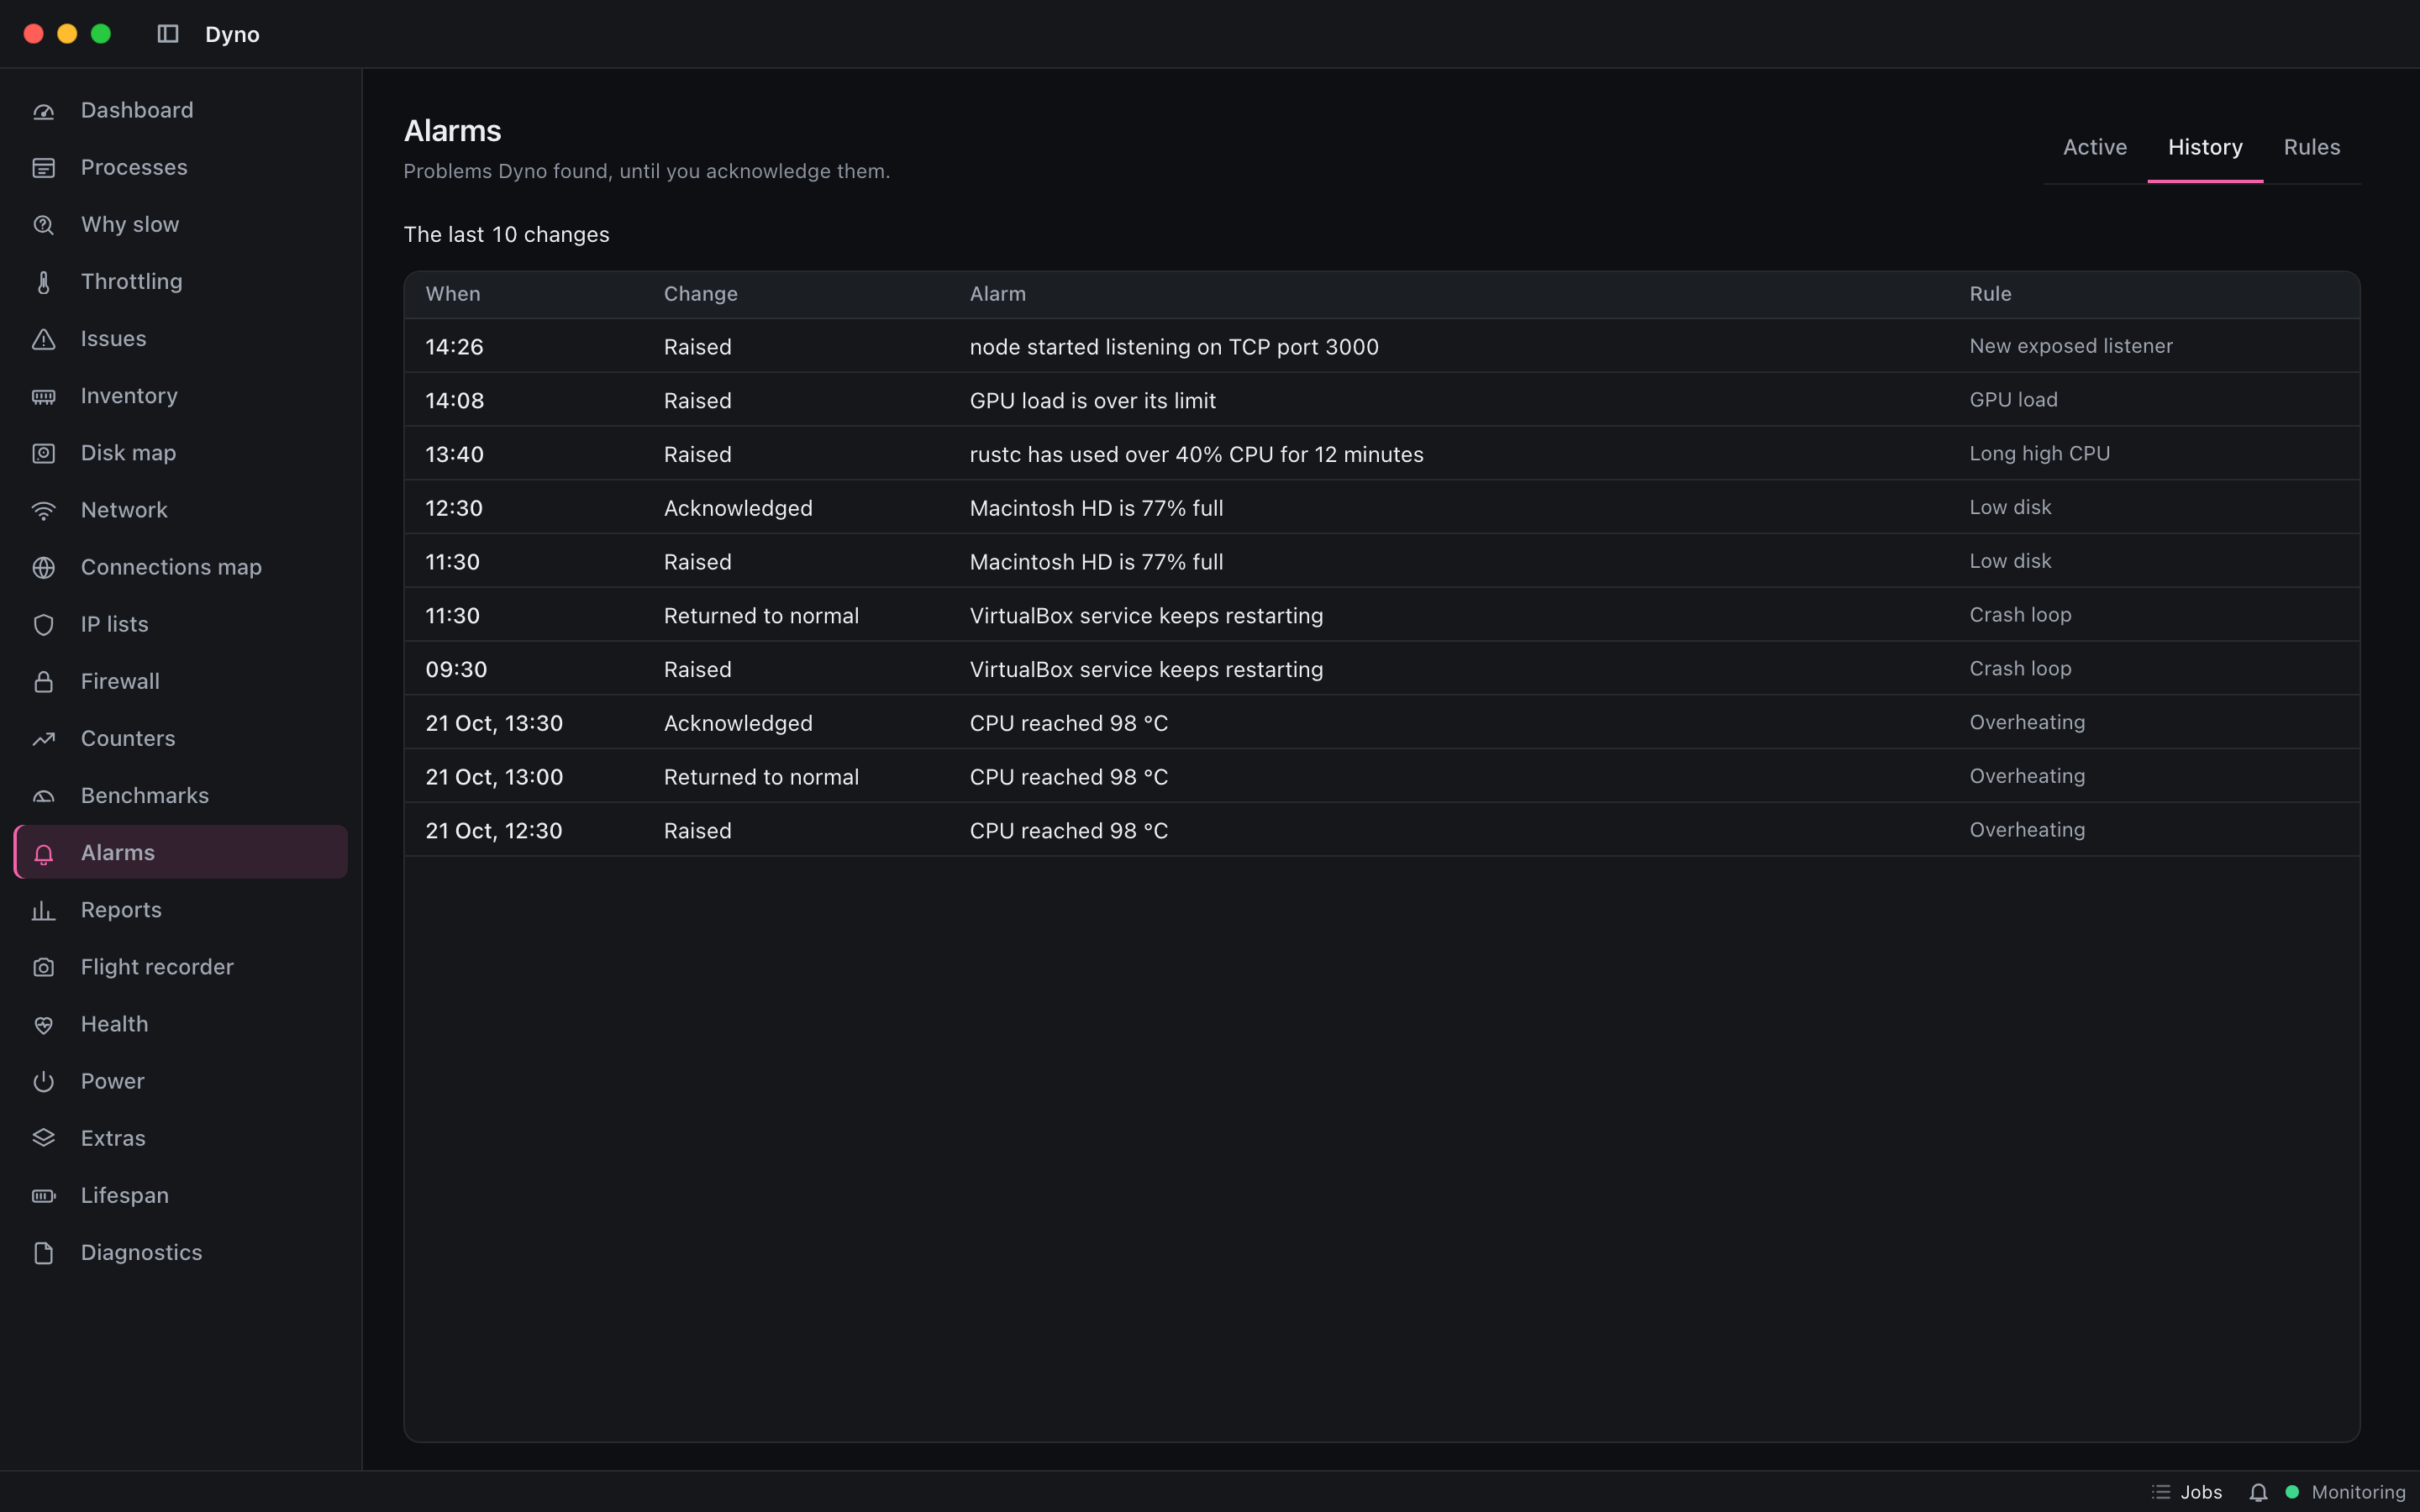 Dyno
Dashboard
Processes
Why slow
Throttling
Issues
Inventory
Disk map
Network
Connections map
IP lists
Firewall
Counters
Benchmarks
Alarms
Reports
Flight recorder
Health
Power
Extras
Lifespan
Diagnostics
Alarms
Problems Dyno found, until you acknowledge them.
Active History Rules
The last 10 changes
When Change Alarm Rule
14:26 Raised node started listening on TCP port 3000 New exposed listener
14:08 Raised GPU load is over its limit GPU load
13:40 Raised rustc has used over 40% CPU for 12 minutes Long high CPU
12:30 Acknowledged Macintosh HD is 77% full Low disk
11:30 Raised Macintosh HD is 77% full Low disk
11:30 Returned to normal VirtualBox service keeps restarting Crash loop
09:30 Raised VirtualBox service keeps restarting Crash loop
21 Oct, 13:30 Acknowledged CPU reached 98 °C Overheating
21 Oct, 13:00 Returned to normal CPU reached 98 °C Overheating
21 Oct, 12:30 Raised CPU reached 98 °C Overheating
Jobs Monitoring